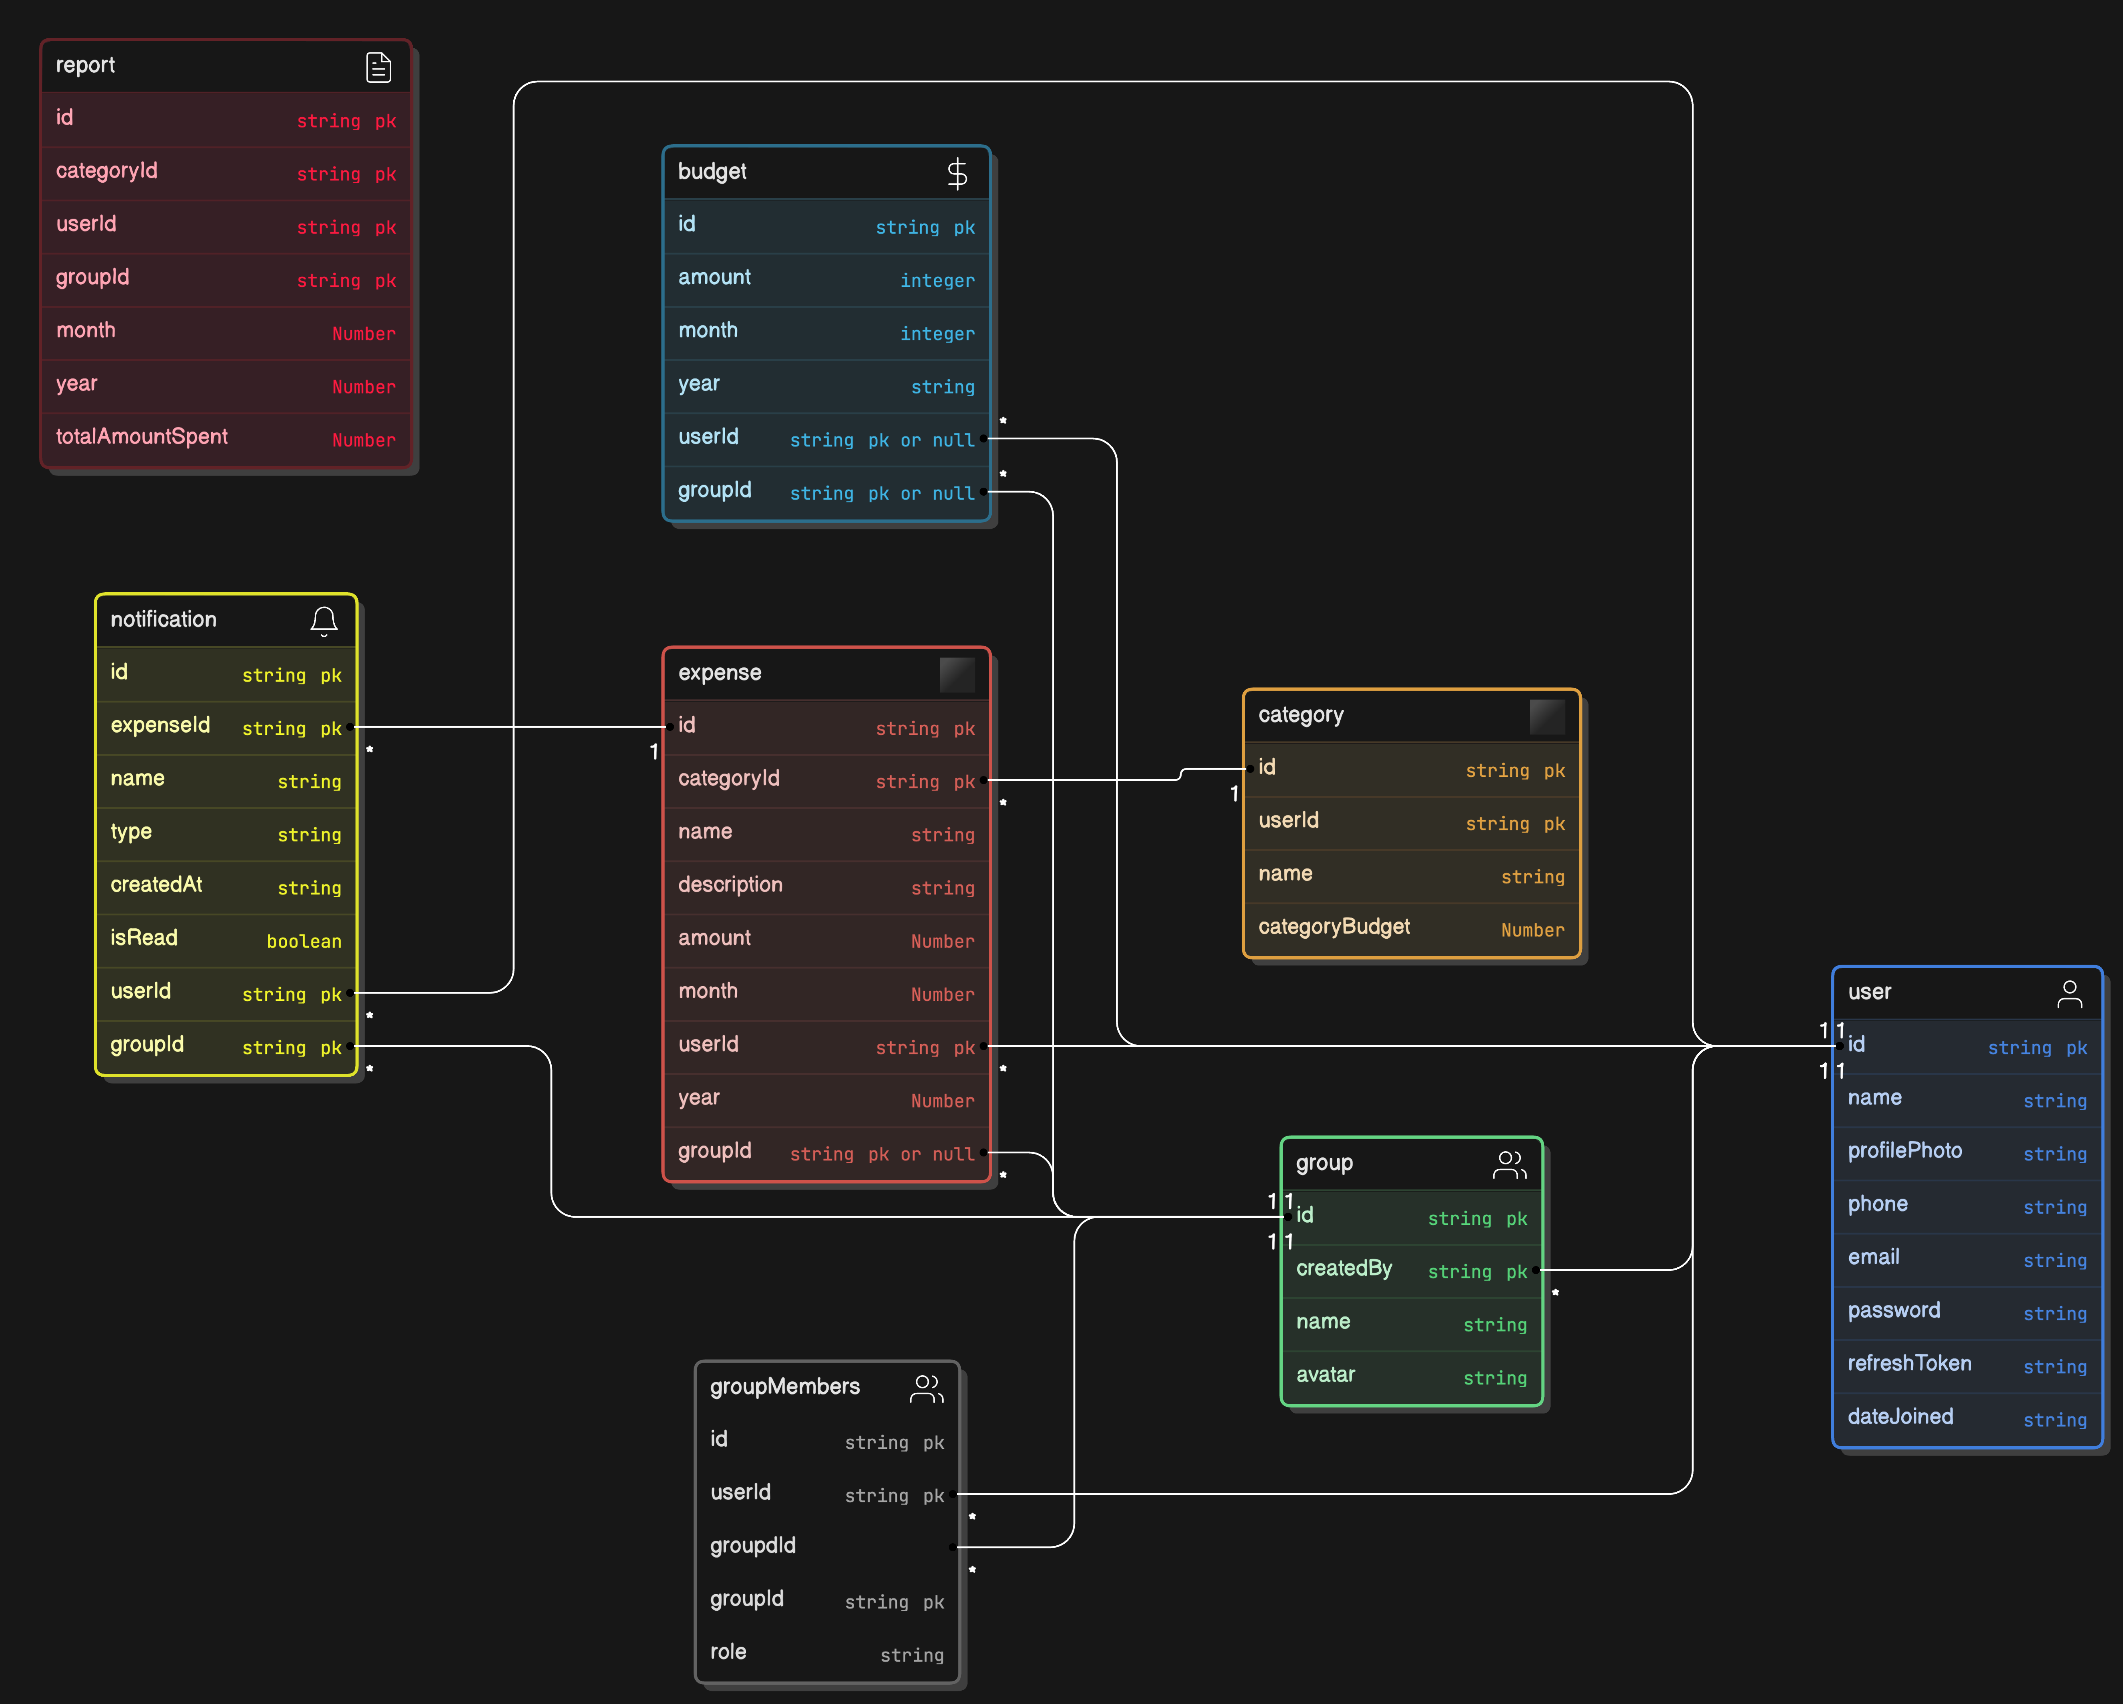 report
id string pk
categoryId string pk
userId string pk
groupId string pk
month Number
year Number
totalAmountSpent Number
budget
id string pk
amount integer
month integer
year string
*
userId string pk or null
*
groupId string pk or null
notification
id string pk
expenseId string pk
*
name string
type string
createdAt string
isRead boolean
userId string pk
*
groupId string pk
*
expense
id string pk
1
categoryId string pk
*
name string
description string
amount Number
month Number
userId string pk
*
year Number
groupId string pk or null
*
category
id string pk
1
userId string pk
name string
categoryBudget Number
user
1 1
id string pk
1 1
name string
profilePhoto string
phone string
email string
password string
refreshToken string
dateJoined string
group
1 1
id string pk
1 1
createdBy string pk
*
name string
avatar string
groupMembers
id string pk
userId string pk
*
groupdId
*
groupId string pk
role string